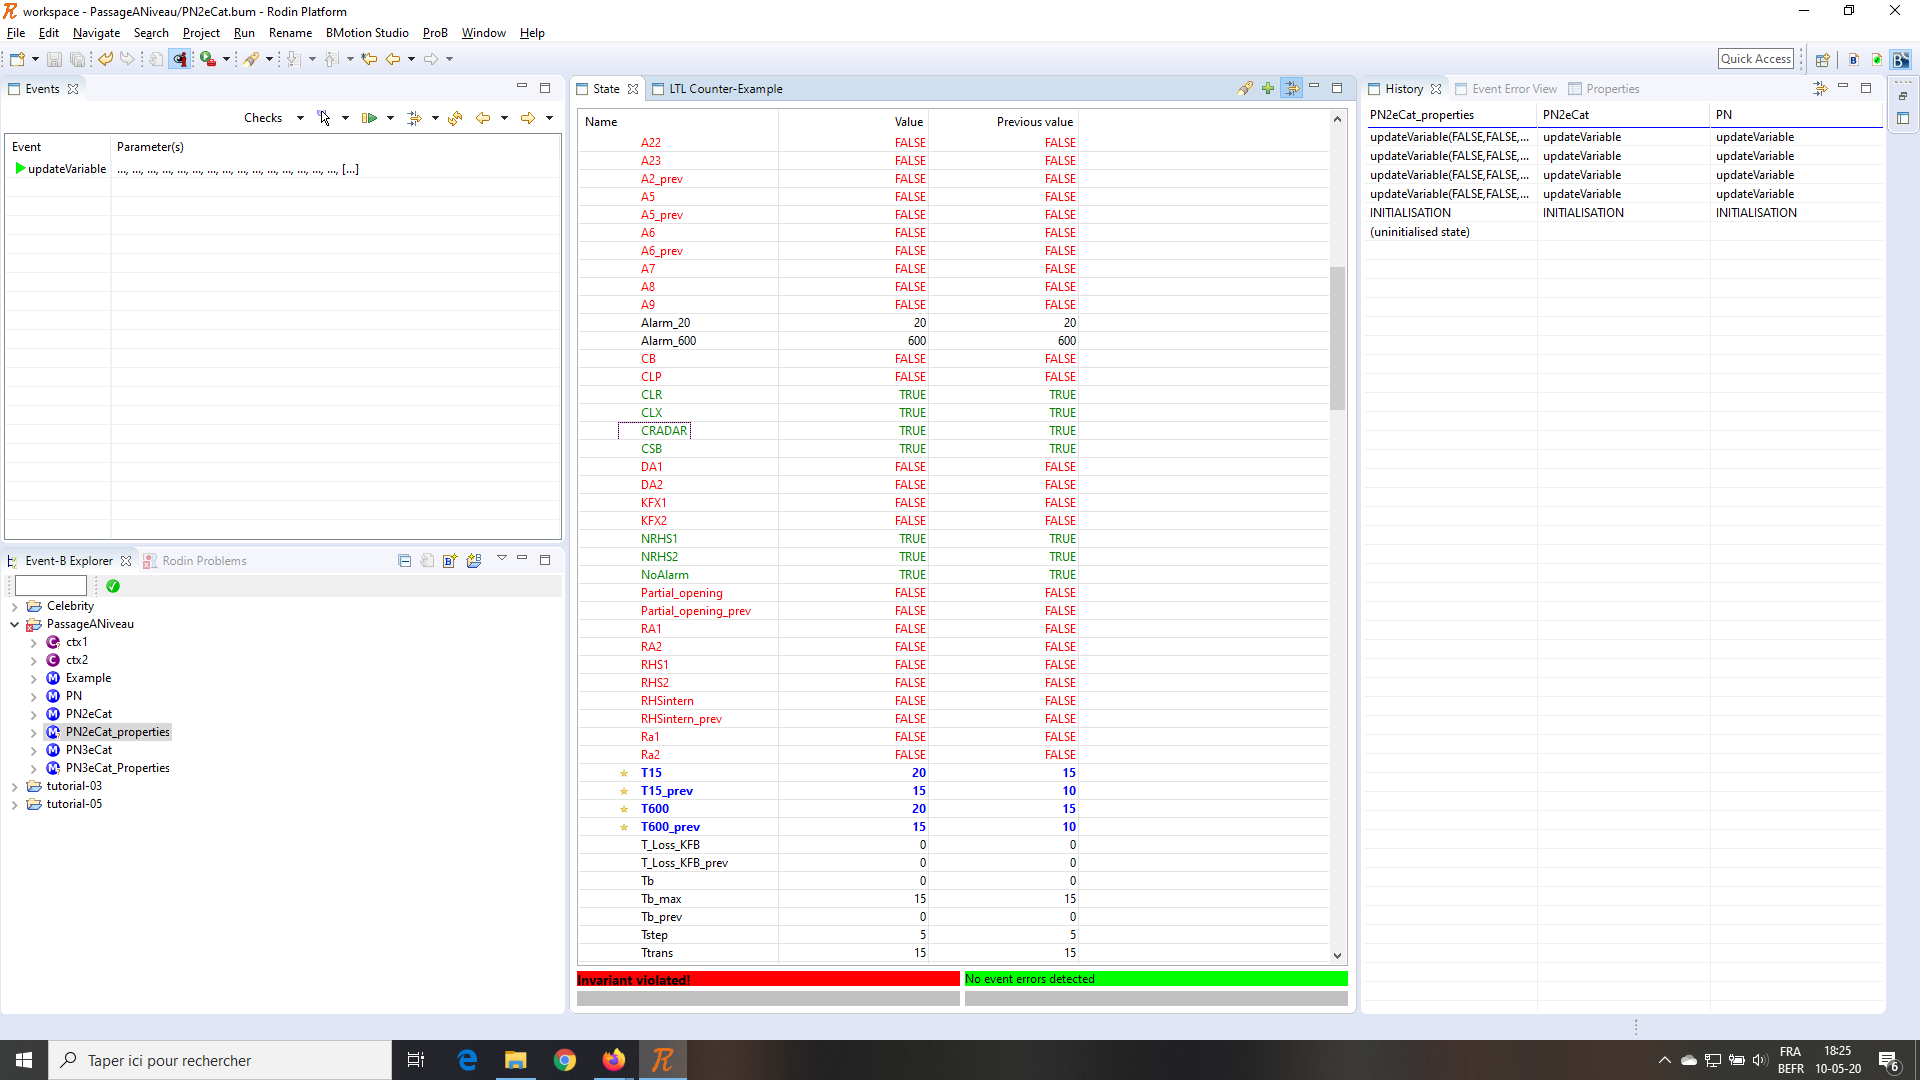 workspace - PassageANiveau/PN2eCat.bum - Rodin Platform
File Edit Navigate Search Project Run Rename BMotion Studio ProB Window Help
Quick Access
Events
Checks
Event Parameter(s)
updateVariable ..., ..., ..., ..., ..., ..., ..., ..., ..., ..., ..., ..., ..., ..., ..., [...]
Event-B Explorer Rodin Problems
Celebrity
PassageANiveau
ctx1
ctx2
Example
PN
PN2eCat
PN2eCat_properties
PN3eCat
PN3eCat_Properties
tutorial-03
tutorial-05
State LTL Counter-Example
Name Value Previous value
A22 FALSE FALSE
A23 FALSE FALSE
A2_prev FALSE FALSE
A5 FALSE FALSE
A5_prev FALSE FALSE
A6 FALSE FALSE
A6_prev FALSE FALSE
A7 FALSE FALSE
A8 FALSE FALSE
A9 FALSE FALSE
Alarm_20 20 20
Alarm_600 600 600
CB FALSE FALSE
CLP FALSE FALSE
CLR TRUE TRUE
CLX TRUE TRUE
CRADAR TRUE TRUE
CSB TRUE TRUE
DA1 FALSE FALSE
DA2 FALSE FALSE
KFX1 FALSE FALSE
KFX2 FALSE FALSE
NRHS1 TRUE TRUE
NRHS2 TRUE TRUE
NoAlarm TRUE TRUE
Partial_opening FALSE FALSE
Partial_opening_prev FALSE FALSE
RA1 FALSE FALSE
RA2 FALSE FALSE
RHS1 FALSE FALSE
RHS2 FALSE FALSE
RHSintern FALSE FALSE
RHSintern_prev FALSE FALSE
Ra1 FALSE FALSE
Ra2 FALSE FALSE
T15 20 15
T15_prev 15 10
T600 20 15
T600_prev 15 10
T_Loss_KFB 0 0
T_Loss_KFB_prev 0 0
Tb 0 0
Tb_max 15 15
Tb_prev 0 0
Tstep 5 5
Ttrans 15 15
Invariant violated! No event errors detected
History Event Error View Properties
PN2eCat_properties PN2eCat PN
updateVariable(FALSE,FALSE,... updateVariable updateVariable
updateVariable(FALSE,FALSE,... updateVariable updateVariable
updateVariable(FALSE,FALSE,... updateVariable updateVariable
updateVariable(FALSE,FALSE,... updateVariable updateVariable
INITIALISATION INITIALISATION INITIALISATION
(uninitialised state)
Taper ici pour rechercher
FRA 18:25
BEFR 10-05-20
6